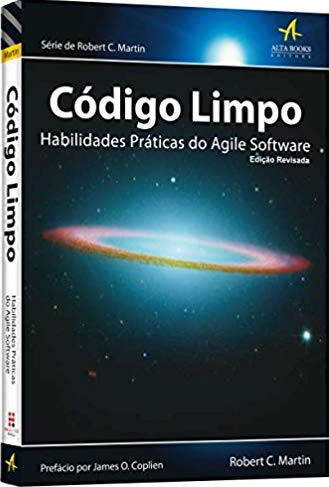 Série de Robert C. Martin
ALTA BOOKS
EDITORA
Código Limpo
Habilidades Práticas do Agile Software
Edição Revisada
Prefácio por James O. Coplien
Robert C. Martin
Martin
Código Limpo
Habilidades Práticas
do Agile Software